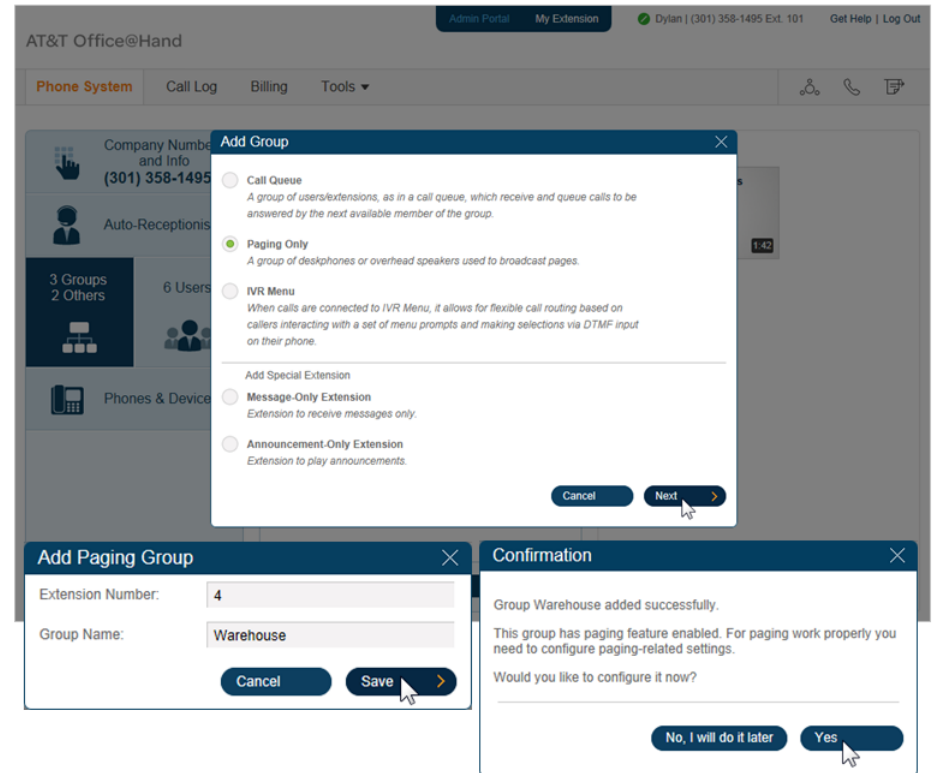 Admin Portal My Extension Dylan | (301) 358-1495 Ext. 101 Get Help | Log Out
AT&T Office@Hand
Phone System Call Log Billing Tools
Company Numbe
and Info
(301) 358-1495
Auto-Receptionis
3 Groups
2 Others
6 Users
Phones & Device
s
1:42
Add Group
Call Queue
A group of users/extensions, as in a call queue, which receive and queue calls to be
answered by the next available member of the group.
Paging Only
A group of deskphones or overhead speakers used to broadcast pages.
IVR Menu
When calls are connected to IVR Menu, it allows for flexible call routing based on
callers interacting with a set of menu prompts and making selections via DTMF input
on their phone.
Add Special Extension
Message-Only Extension
Extension to receive messages only.
Announcement-Only Extension
Extension to play announcements.
Cancel Next
Add Paging Group
Extension Number: 4
Group Name: Warehouse
Cancel Save
Confirmation
Group Warehouse added successfully.
This group has paging feature enabled. For paging work properly you
need to configure paging-related settings.
Would you like to configure it now?
No, I will do it later Yes